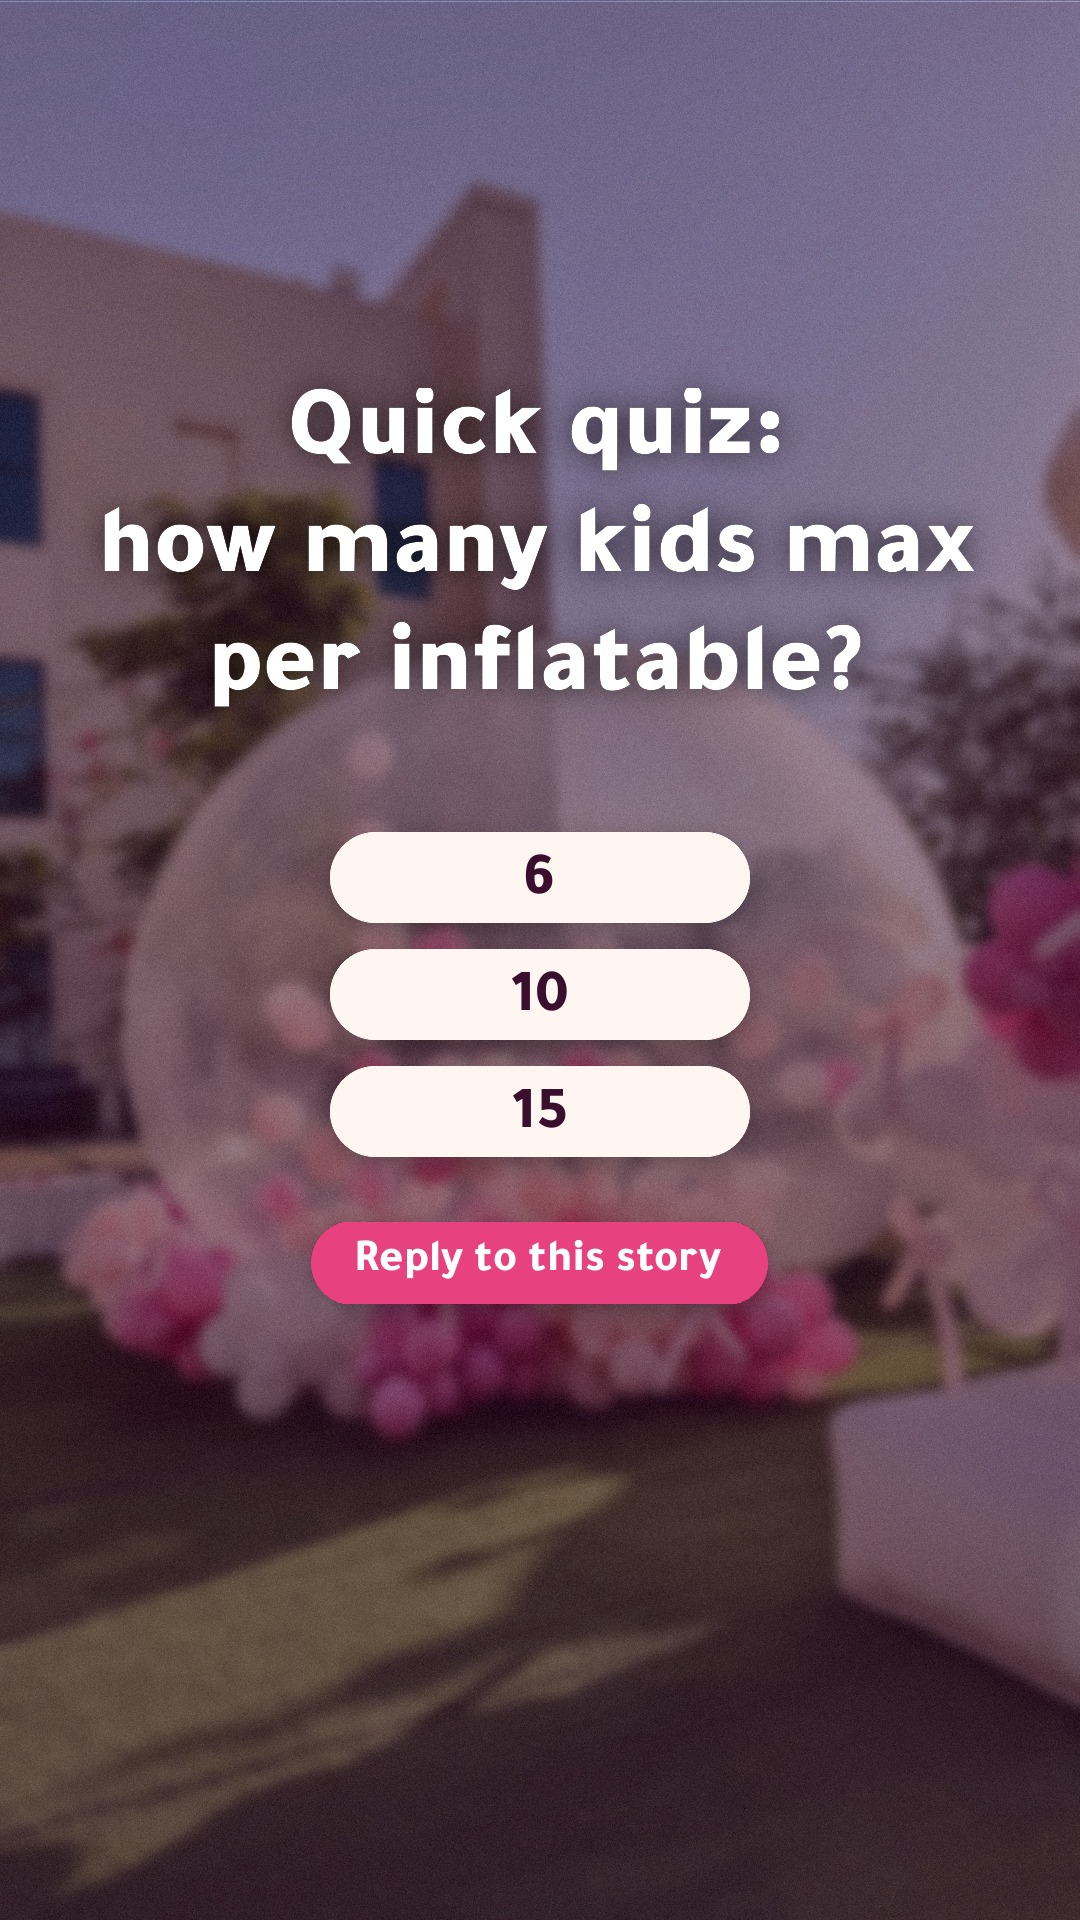 Quick quiz:
how many kids max
per inflatable?
6
10
15
Reply to this story